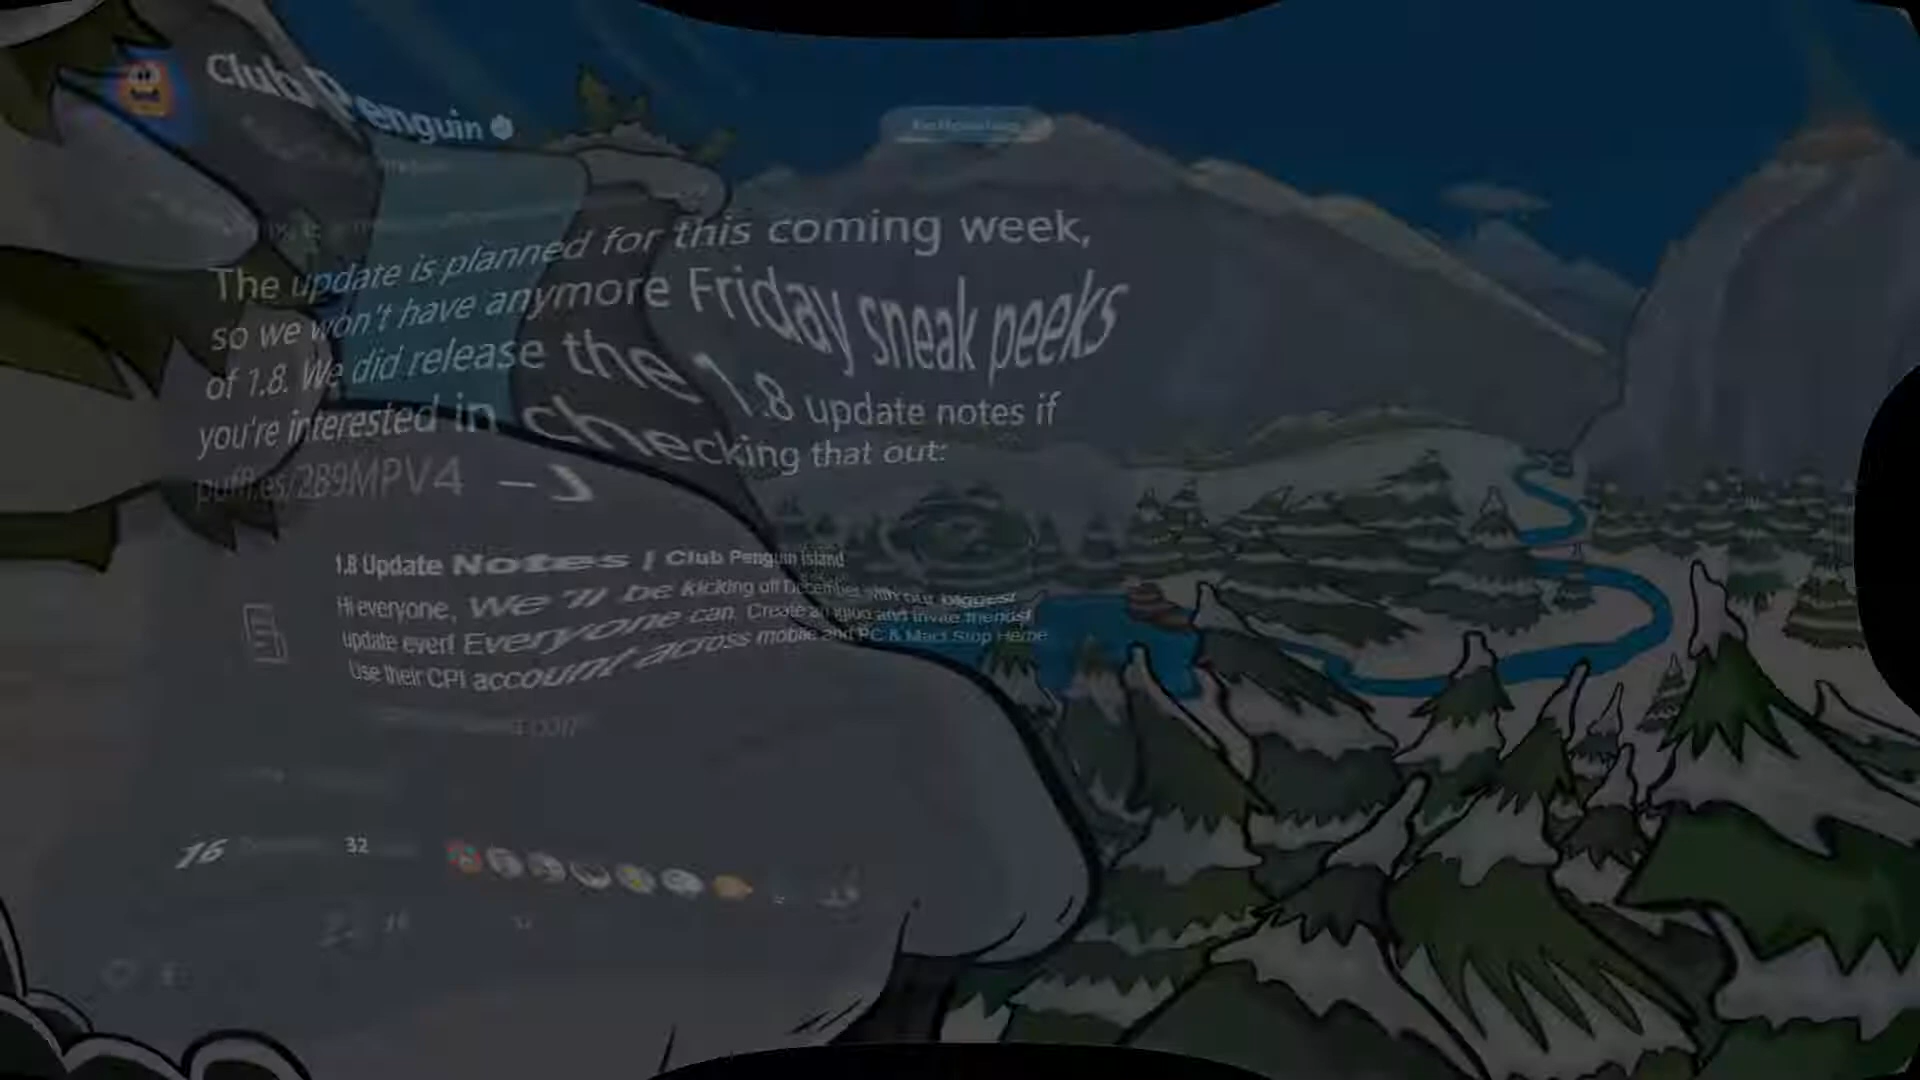 Club Penguin
The update is planned for this coming week,
so we won't have anymore Friday sneak peeks
of 1.8. We did release the 1.8 update notes if
you're interested in checking that out:
puffl.es/2B9MPV4 -J
1.8 Update Notes | Club Penguin Island
Hi everyone, We'll be kicking off December with our biggest
update ever! Everyone can: Create an igloo and invite friends!
Use their CPI account across mobile and PC & Mac! Stop Herbe
16 32